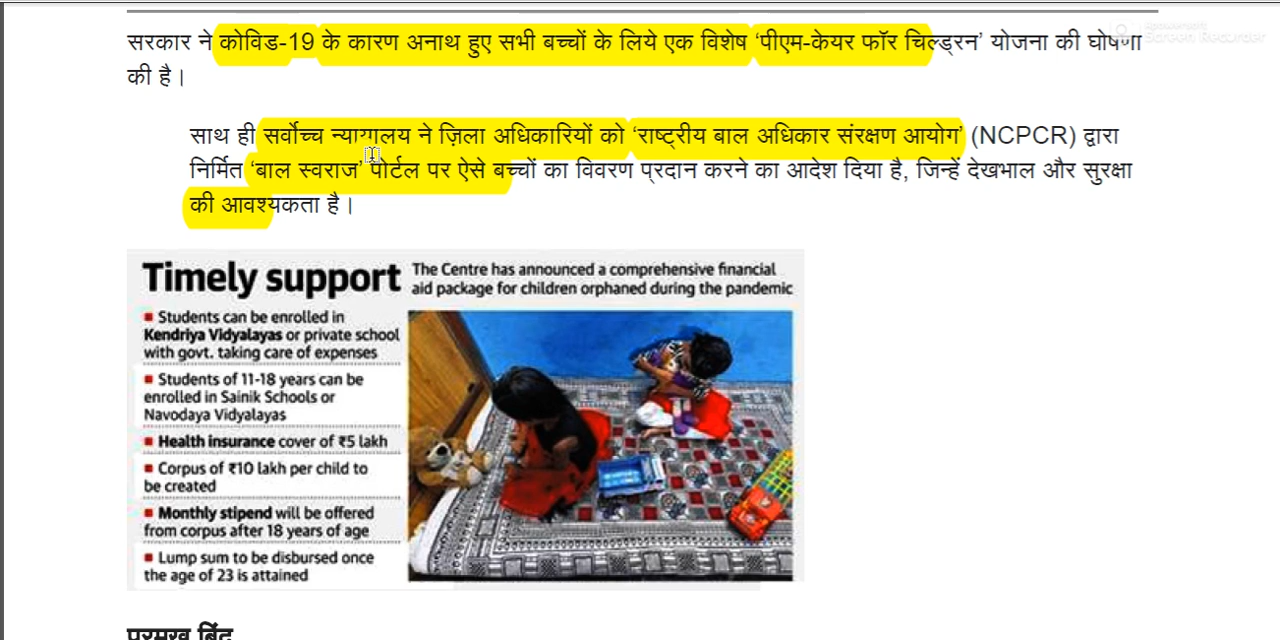 सरकार ने कोविड-19 के कारण अनाथ हुए सभी बच्चों के लिये एक विशेष ‘पीएम-केयर फॉर चिल्ड्रन’ योजना की घोषणा
की है।
साथ ही सर्वोच्च न्यायालय ने ज़िला अधिकारियों को ‘राष्ट्रीय बाल अधिकार संरक्षण आयोग’ (NCPCR) द्वारा
निर्मित ‘बाल स्वराज’ पोर्टल पर ऐसे बच्चों का विवरण प्रदान करने का आदेश दिया है, जिन्हें देखभाल और सुरक्षा
की आवश्यकता है।
Timely support
The Centre has announced a comprehensive financial
aid package for children orphaned during the pandemic
Students can be enrolled in
Kendriya Vidyalayas or private school
with govt. taking care of expenses
Students of 11-18 years can be
enrolled in Sainik Schools or
Navodaya Vidyalayas
Health insurance cover of ₹5 lakh
Corpus of ₹10 lakh per child to
be created
Monthly stipend will be offered
from corpus after 18 years of age
Lump sum to be disbursed once
the age of 23 is attained
प्रमुख बिंदु
Apowersoft
Screen Recorder